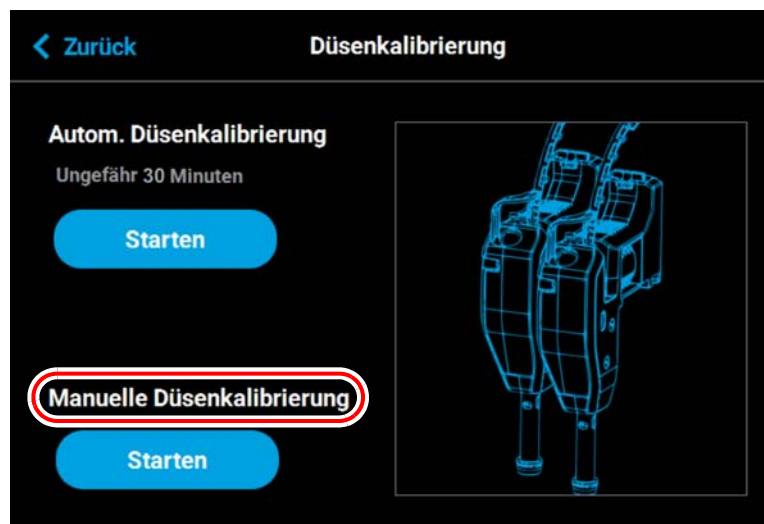 Zurück
Düsenkalibrierung
Autom. Düsenkalibrierung
Ungefähr 30 Minuten
Starten
Manuelle Düsenkalibrierung
Starten